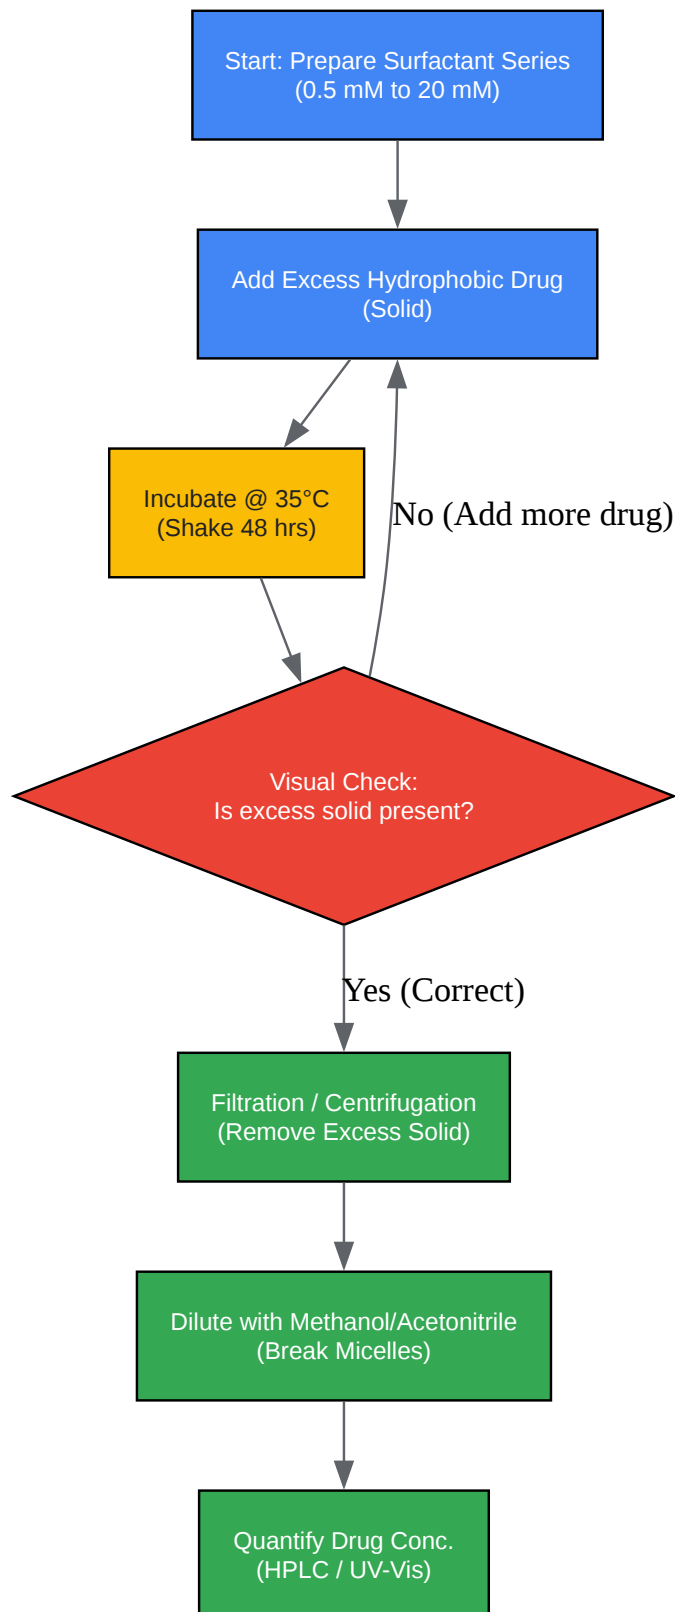 Start: Prepare Surfactant Series
(0.5 mM to 20 mM)
Add Excess Hydrophobic Drug
(Solid)
Incubate @ 35°C
(Shake 48 hrs)
No (Add more drug)
Visual Check:
Is excess solid present?
Yes (Correct)
Filtration / Centrifugation
(Remove Excess Solid)
Dilute with Methanol/Acetonitrile
(Break Micelles)
Quantify Drug Conc.
(HPLC / UV-Vis)